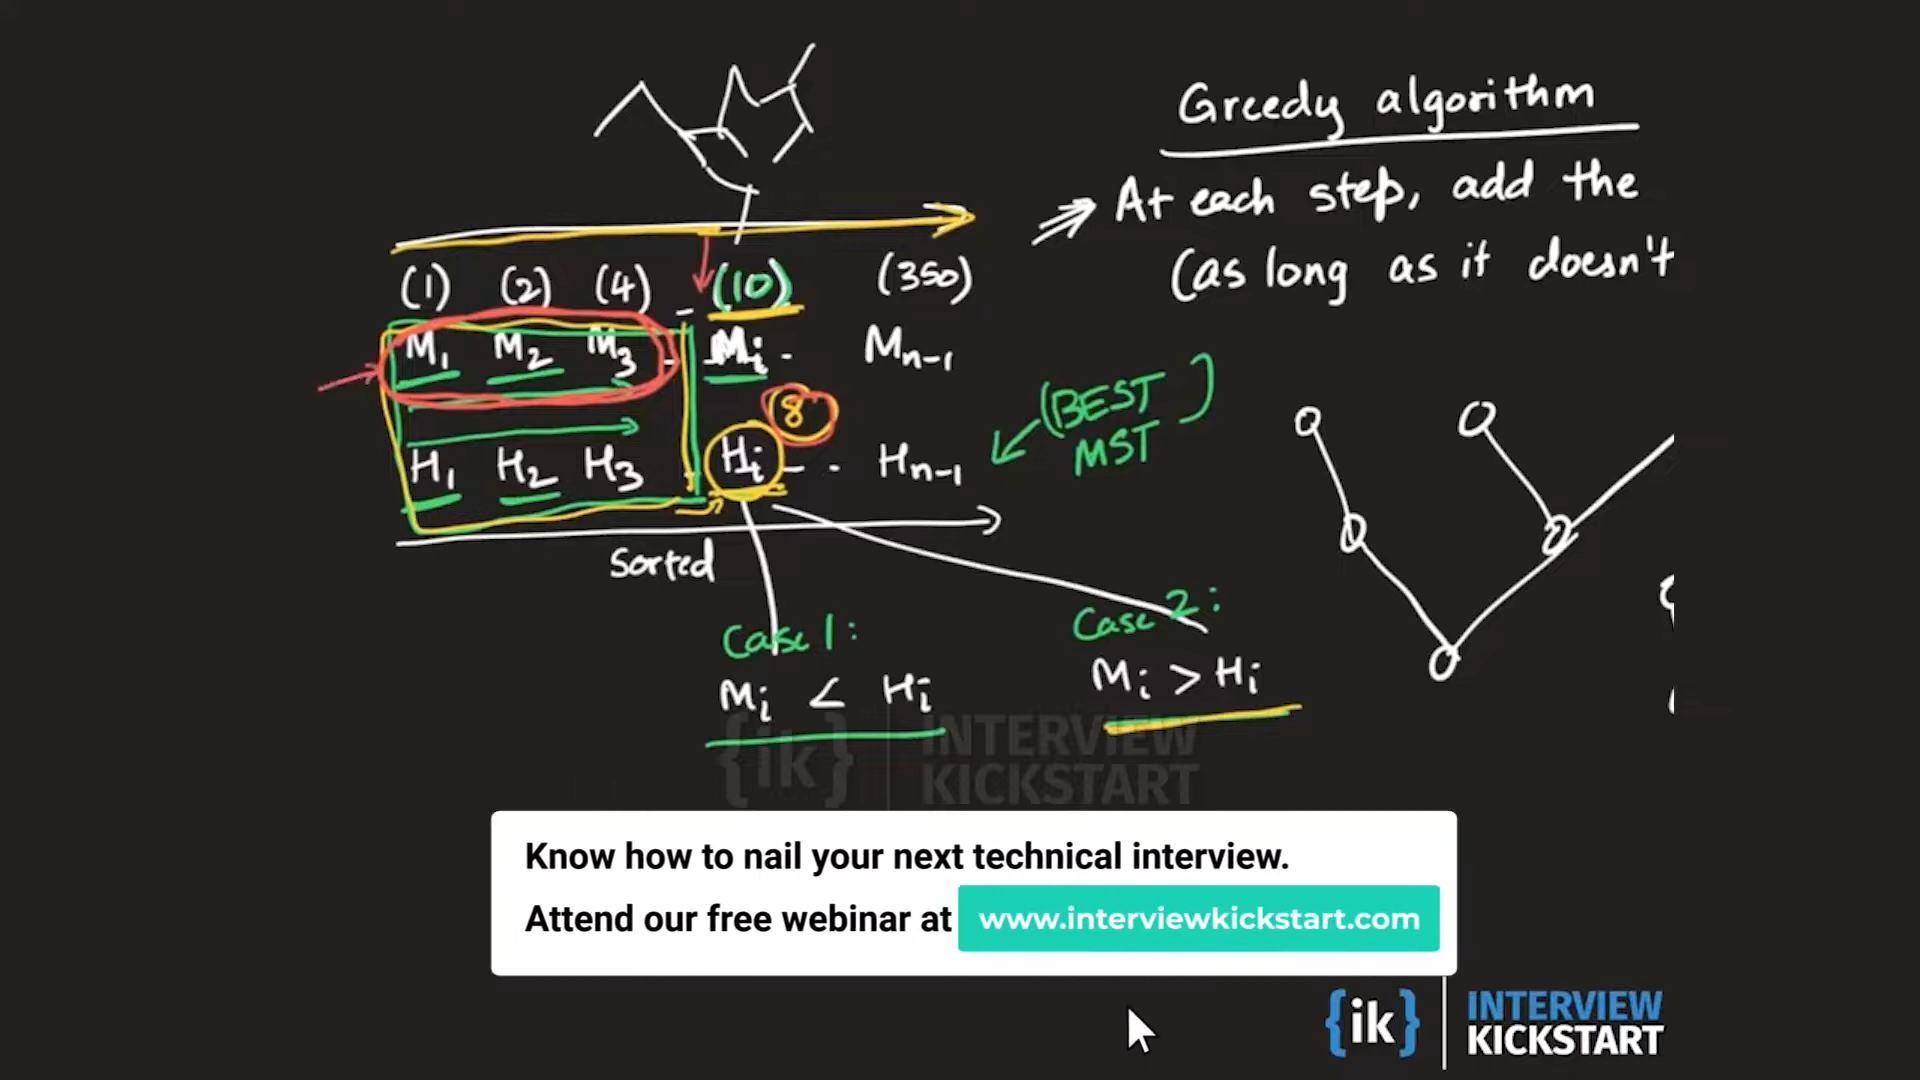 Greedy algorithm
At each step, add the
(as long as it doesn't
(1) (2) (4) (10) (350)
M1 M2 M3 - - Mi - Mn-1
8
(BEST
MST)
H1 H2 H3 Hi - - Hn-1
Sorted
Case 1:
Mi < Hi
Case 2:
Mi > Hi
{ik} INTERVIEW
KICKSTART
Know how to nail your next technical interview.
Attend our free webinar at www.interviewkickstart.com
{ik} INTERVIEW
KICKSTART